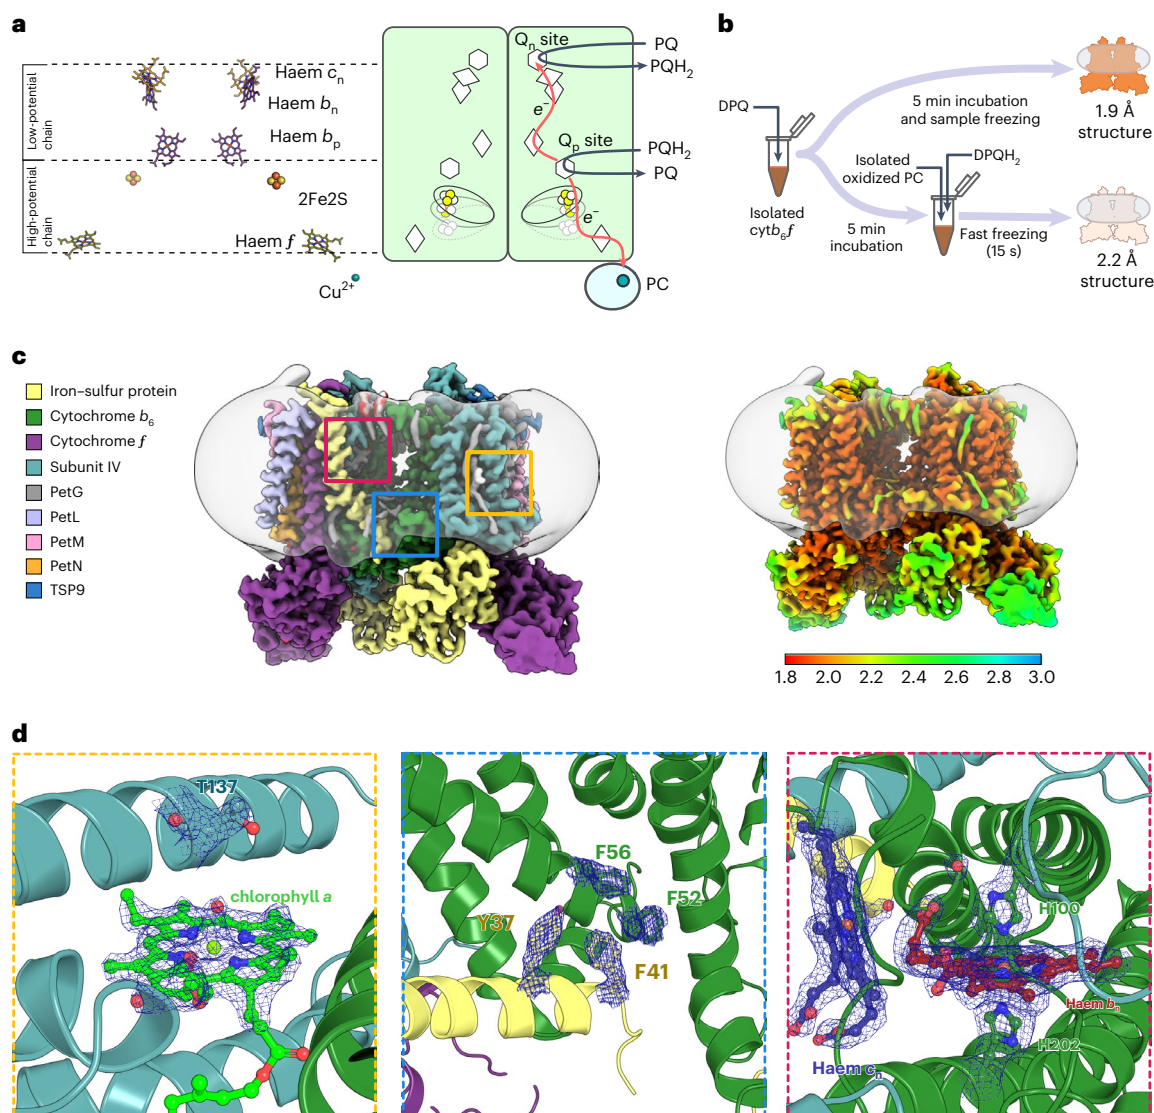 a
Low-potential
chain
High-potential
chain
Haem cn
Haem bn
Haem bp
2Fe2S
Haem f
Cu2+
Qn site
PQ
PQH2
e–
Qp site
PQH2
PQ
e–
PC
b
DPQ
5 min incubation
and sample freezing
1.9 Å
structure
Isolated
oxidized PC
DPQH2
Isolated
cytb6f
5 min
incubation
Fast freezing
(15 s)
2.2 Å
structure
c
Iron–sulfur protein
Cytochrome b6
Cytochrome f
Subunit IV
PetG
PetL
PetM
PetN
TSP9
1.8 2.0 2.2 2.4 2.6 2.8 3.0
d
T137
chlorophyll a
F56
F52
Y37
F41
H100
Haem bn
H202
Haem cn